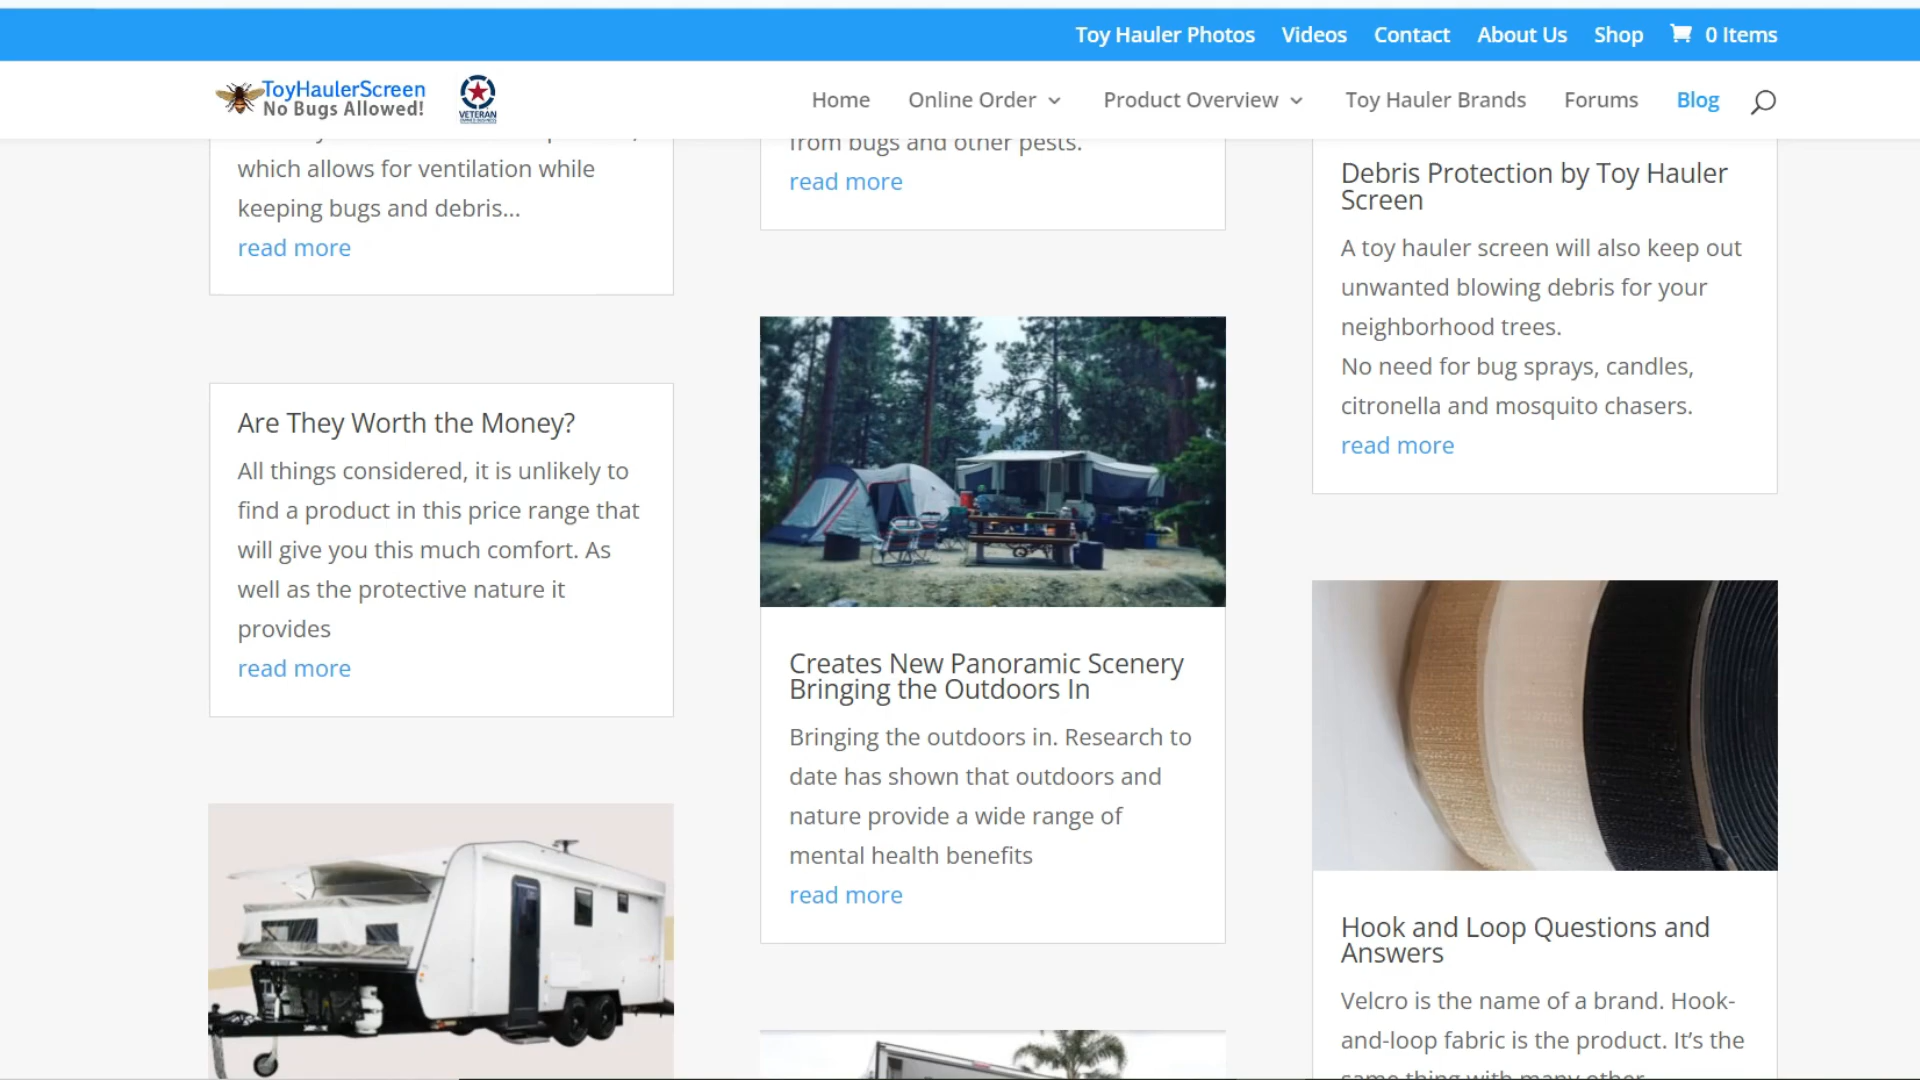 Toy Hauler Photos Videos Contact About Us Shop 0 Items
ToyHaulerScreen
No Bugs Allowed!
VETERAN
Home Online Order Product Overview Toy Hauler Brands Forums Blog
which allows for ventilation while
keeping bugs and debris...
read more
Are They Worth the Money?
All things considered, it is unlikely to
find a product in this price range that
will give you this much comfort. As
well as the protective nature it
provides
read more
from bugs and other pests.
read more
Creates New Panoramic Scenery
Bringing the Outdoors In
Bringing the outdoors in. Research to
date has shown that outdoors and
nature provide a wide range of
mental health benefits
read more
Debris Protection by Toy Hauler
Screen
A toy hauler screen will also keep out
unwanted blowing debris for your
neighborhood trees.
No need for bug sprays, candles,
citronella and mosquito chasers.
read more
Hook and Loop Questions and
Answers
Velcro is the name of a brand. Hook-
and-loop fabric is the product. It’s the
same thing with many other